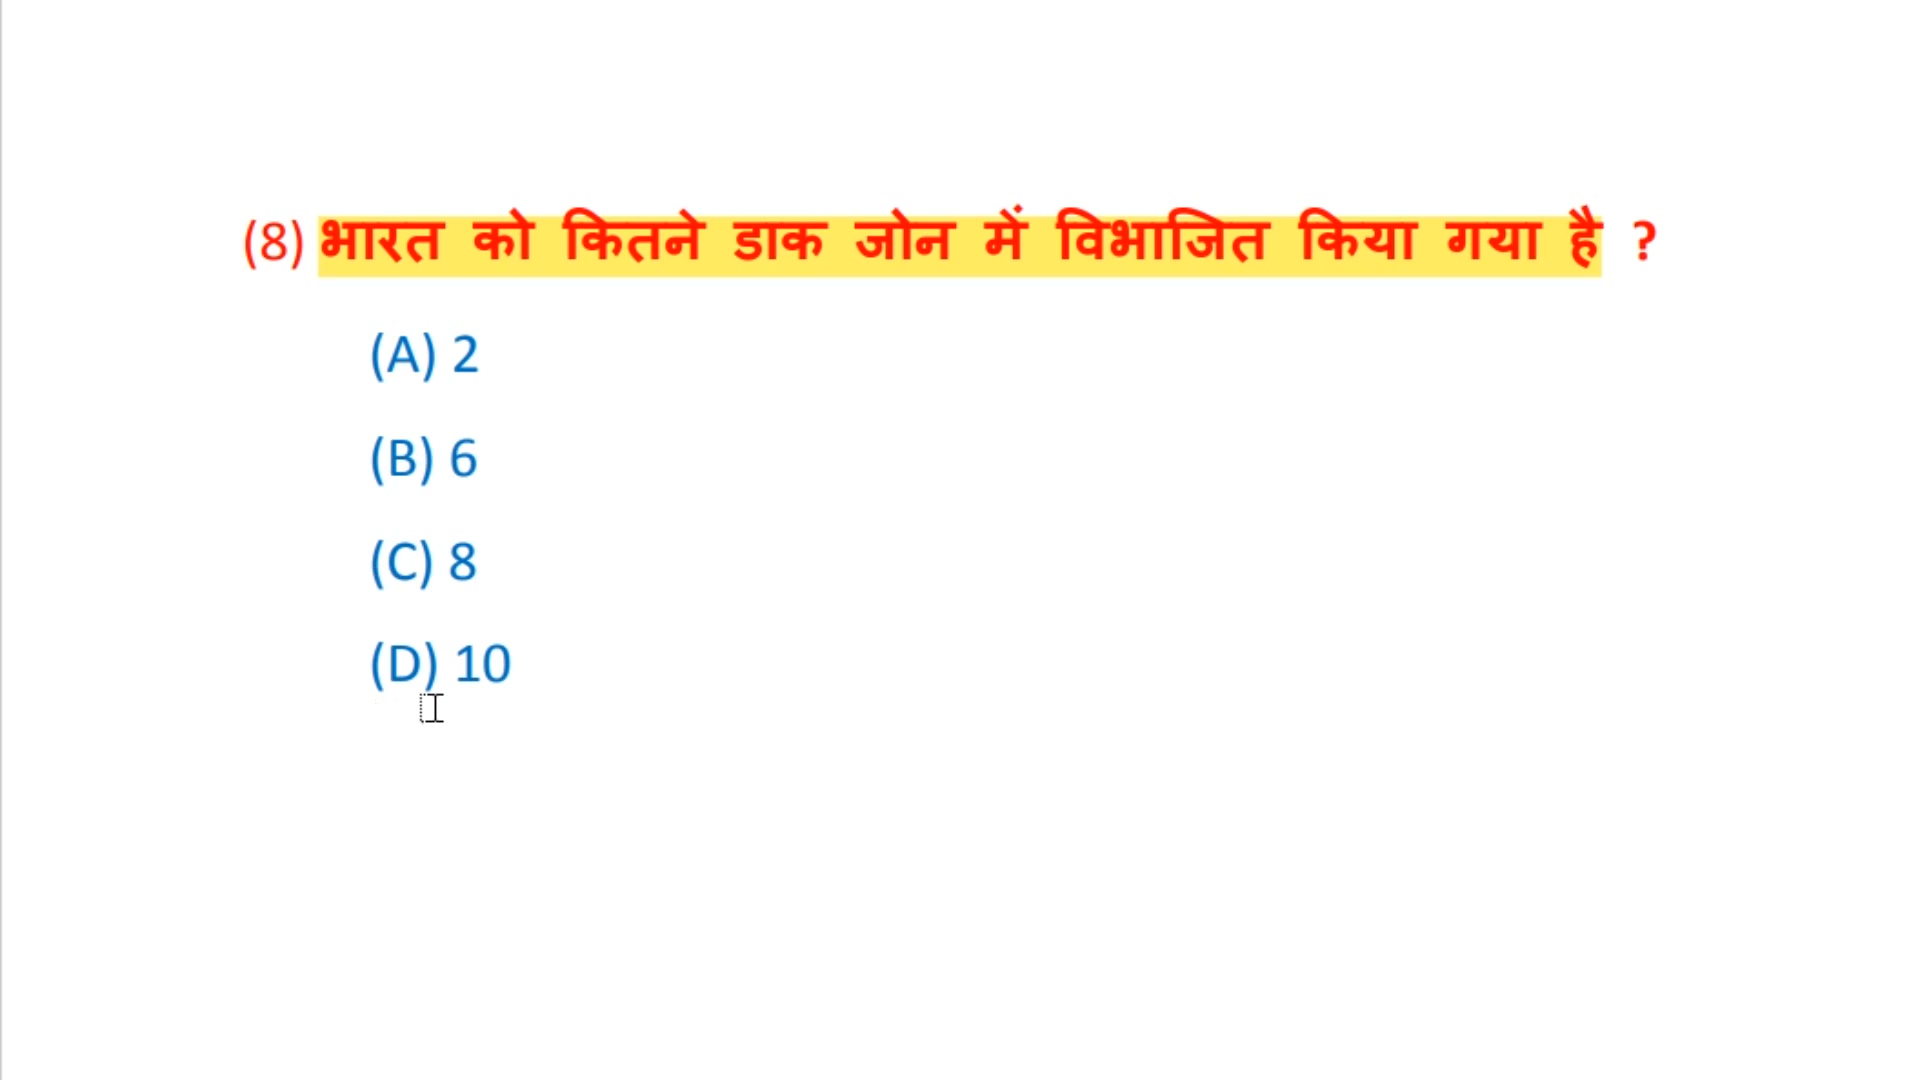 (8) भारत को कितने डाक जोन में विभाजित किया गया है ?
(A) 2
(B) 6
(C) 8
(D) 10